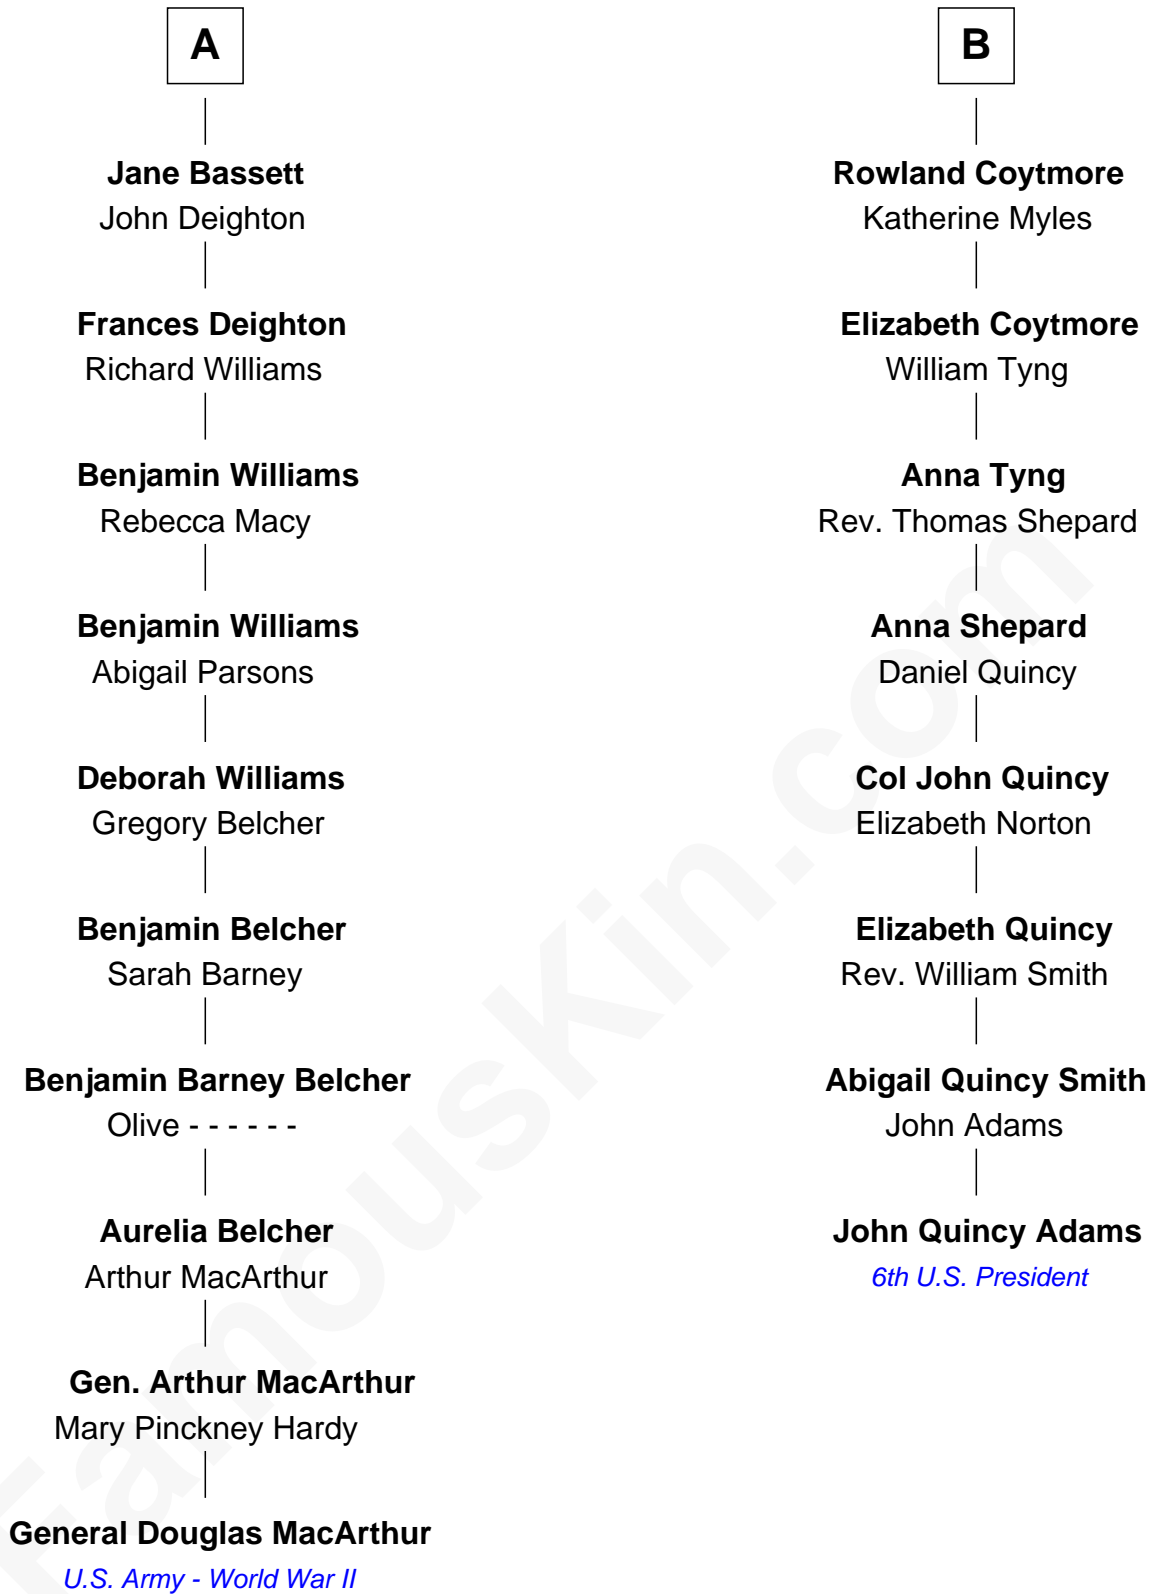 A
Jane Bassett
John Deighton
Frances Deighton
Richard Williams
Benjamin Williams
Rebecca Macy
Benjamin Williams
Abigail Parsons
Deborah Williams
Gregory Belcher
Benjamin Belcher
Sarah Barney
Benjamin Barney Belcher
Olive - - - - - -
Aurelia Belcher
Arthur MacArthur
Gen. Arthur MacArthur
Mary Pinckney Hardy
General Douglas MacArthur
U.S. Army - World War II
B
Rowland Coytmore
Katherine Myles
Elizabeth Coytmore
William Tyng
Anna Tyng
Rev. Thomas Shepard
Anna Shepard
Daniel Quincy
Col John Quincy
Elizabeth Norton
Elizabeth Quincy
Rev. William Smith
Abigail Quincy Smith
John Adams
John Quincy Adams
6th U.S. President
FamousKin.com